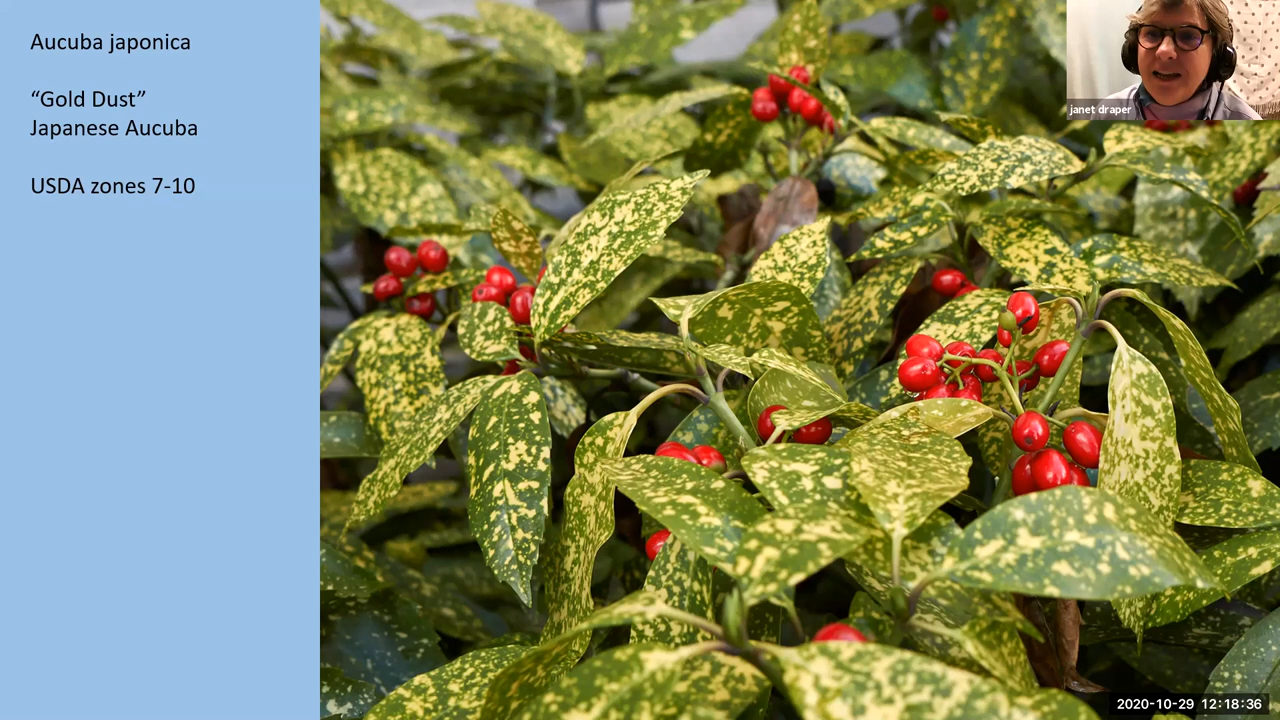 Aucuba japonica
“Gold Dust”
Japanese Aucuba
USDA zones 7-10
janet draper
2020-10-29 12:18:36